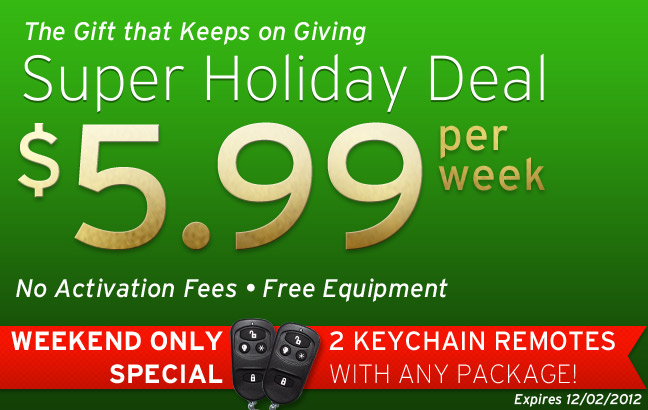 The Gift that Keeps on Giving
Super Holiday Deal
$5.99 per week
No Activation Fees • Free Equipment
WEEKEND ONLY SPECIAL
2 KEYCHAIN REMOTES
WITH ANY PACKAGE!
Expires 12/02/2012